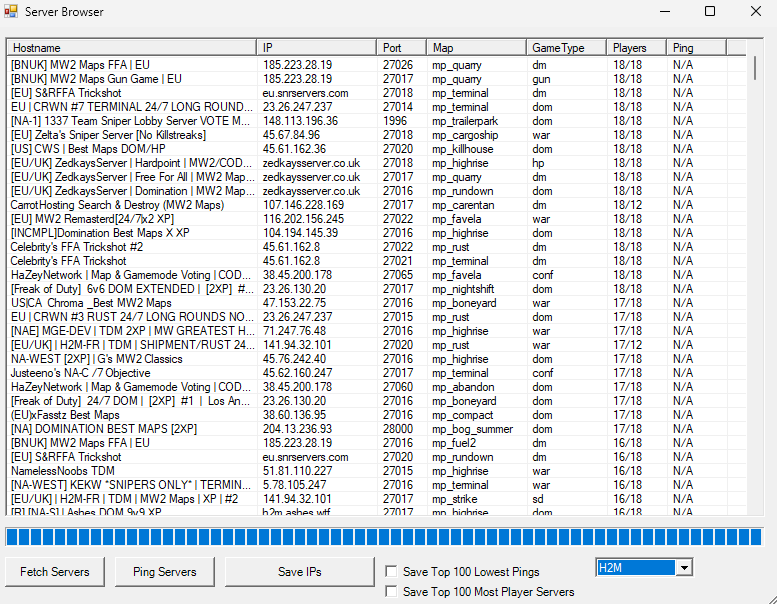 Server Browser
Hostname IP Port Map GameType Players Ping
[BNUK] MW2 Maps FFA | EU 185.223.28.19 27026 mp_quarry dm 18/18 N/A
[BNUK] MW2 Maps Gun Game | EU 185.223.28.19 27017 mp_quarry gun 18/18 N/A
[EU] S&RFFA Trickshot eu.snrservers.com 27018 mp_terminal dm 18/18 N/A
EU | CRWN #7 TERMINAL 24/7 LONG ROUND... 23.26.247.237 27014 mp_terminal dom 18/18 N/A
[NA-1] 1337 Team Sniper Lobby Server VOTE M... 148.113.196.36 1996 mp_trailerpark dom 18/18 N/A
[EU] Zelta's Sniper Server [No Killstreaks] 45.67.84.96 27018 mp_cargoship war 18/18 N/A
[US] CWS | Best Maps DOM/HP 45.61.162.36 27020 mp_killhouse dom 18/18 N/A
[EU/UK] ZedkaysServer | Hardpoint | MW2/COD... zedkaysserver.co.uk 27018 mp_highrise hp 18/18 N/A
[EU/UK] ZedkaysServer | Free For All | MW2 Map... zedkaysserver.co.uk 27017 mp_quarry dm 18/18 N/A
[EU/UK] ZedkaysServer | Domination | MW2 Map... zedkaysserver.co.uk 27016 mp_rundown dom 18/18 N/A
CarrotHosting Search & Destroy (MW2 Maps) 107.146.228.169 27017 mp_carentan dm 18/12 N/A
[EU] MW2 Remasterd[24/7|x2 XP] 116.202.156.245 27022 mp_favela war 18/18 N/A
[INCMPL]Domination Best Maps X XP 104.194.145.39 27016 mp_highrise dom 18/18 N/A
Celebrity's FFA Trickshot #2 45.61.162.8 27022 mp_rust dm 18/18 N/A
Celebrity's FFA Trickshot 45.61.162.8 27021 mp_terminal dm 18/18 N/A
HaZeyNetwork | Map & Gamemode Voting | COD... 38.45.200.178 27065 mp_favela conf 18/18 N/A
[Freak of Duty] 6v6 DOM EXTENDED | [2XP] #... 23.26.130.20 27017 mp_nightshift dom 18/18 N/A
US|CA Chroma _Best MW2 Maps 47.153.22.75 27016 mp_boneyard war 17/18 N/A
EU | CRWN #3 RUST 24/7 LONG ROUNDS NO... 23.26.247.237 27015 mp_rust dom 17/18 N/A
[NAE] MGE-DEV | TDM 2XP | MW GREATEST H... 71.247.76.48 27016 mp_highrise war 17/18 N/A
[EU/UK] | H2M-FR | TDM | SHIPMENT/RUST 24... 141.94.32.101 27020 mp_rust war 17/12 N/A
NA-WEST [2XP] | G's MW2 Classics 45.76.242.40 27016 mp_highrise dom 17/18 N/A
Justeeno's NA-C /7 Objective 45.62.160.247 27017 mp_terminal conf 17/18 N/A
HaZeyNetwork | Map & Gamemode Voting | COD... 38.45.200.178 27060 mp_abandon dom 17/18 N/A
[Freak of Duty] 24/7 DOM | [2XP] #1 | Los An... 23.26.130.20 27016 mp_boneyard dom 17/18 N/A
(EU)xFasstz Best Maps 38.60.136.95 27016 mp_compact dom 17/18 N/A
[NA] DOMINATION BEST MAPS [2XP] 204.13.236.93 28000 mp_bog_summer dom 17/18 N/A
[BNUK] MW2 Maps FFA | EU 185.223.28.19 27016 mp_fuel2 dm 16/18 N/A
[EU] S&RFFA Trickshot eu.snrservers.com 27020 mp_rundown dm 16/18 N/A
NamelessNoobs TDM 51.81.110.227 27015 mp_highrise war 16/18 N/A
[NA-WEST] KEKW *SNIPERS ONLY* | TERMIN... 5.78.105.247 27016 mp_terminal war 16/18 N/A
[EU/UK] | H2M-FR | TDM | MW2 Maps | XP | #2 141.94.32.101 27017 mp_strike sd 16/18 N/A
[R] [NA-S] | Ashes DOM 9v9 XP h2m.ashes.wtf 27017 mp_highrise dom 16/18 N/A
Fetch Servers Ping Servers Save IPs Save Top 100 Lowest Pings H2M
Save Top 100 Most Player Servers